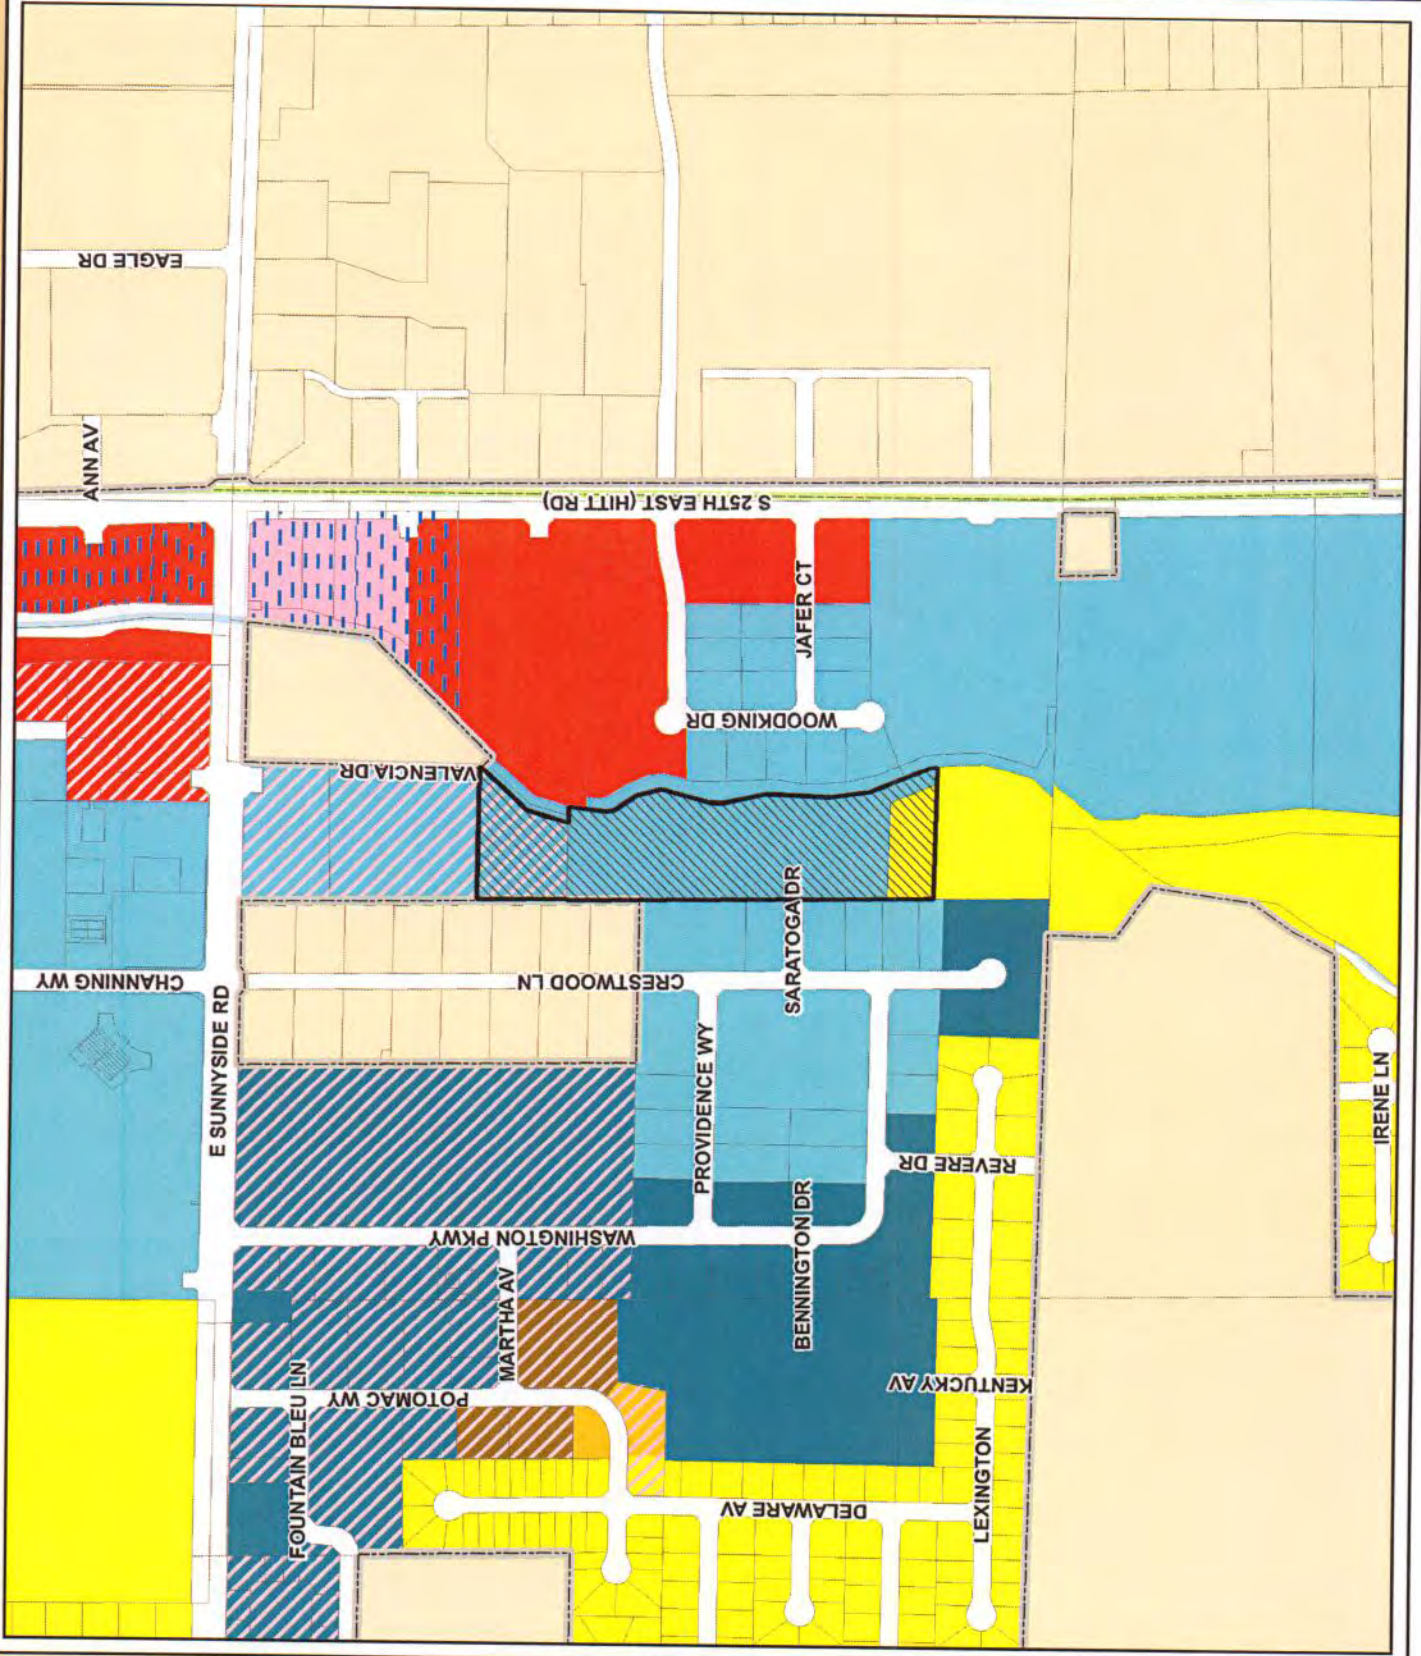 EAGLE DR
ANN AV
S 25TH EAST (HITT RD)
JAFER CT
WOODKING DR
VALENCIA DR
SARATOGA DR
CHANNING WY
CRESTWOOD LN
E SUNNYSIDE RD
PROVIDENCE WY
IRENE LN
REVERE DR
WASHINGTON PKWY
BENNINGTON DR
MARTHA AV
KENTUCKY AV
POTOMAC WY
FOUNTAIN BLEU LN
LEXINGTON
DELAWARE AV